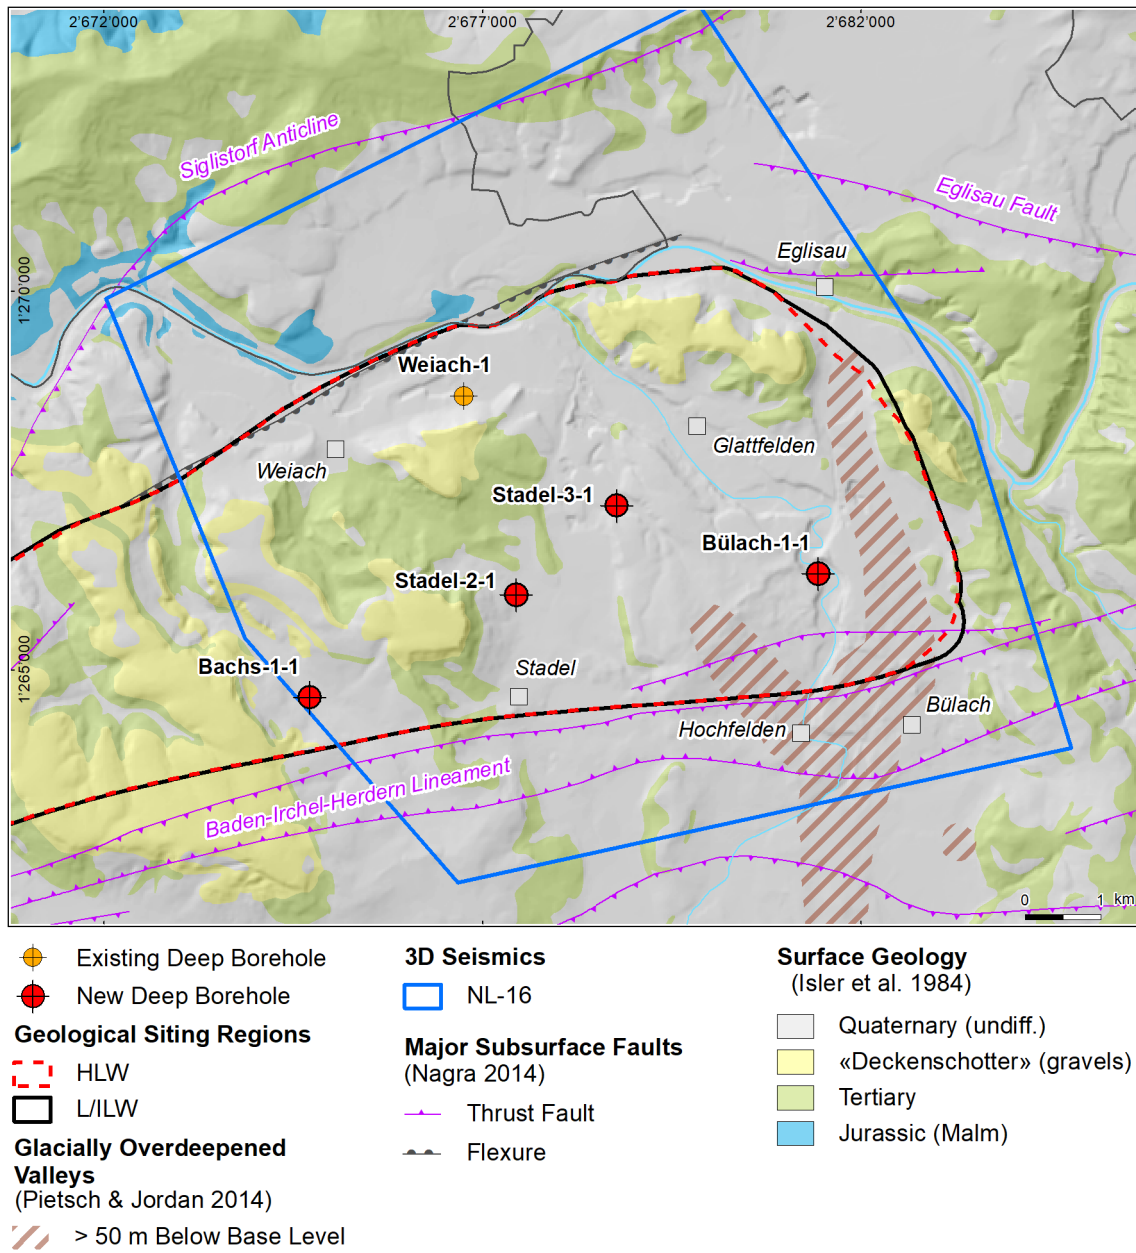 2'672'000
2'677'000
2'682'000
Siglistorf Anticline
Eglisau Fault
Eglisau
1'270'000
Weiach-1
Weiach
Glattfelden
Stadel-3-1
Bülach-1-1
Stadel-2-1
1'265'000
Bachs-1-1
Stadel
Bülach
Hochfelden
Baden-Irchel-Herdern Lineament
0 1 km
Existing Deep Borehole
New Deep Borehole
Geological Siting Regions
HLW
L/ILW
Glacially Overdeepened
Valleys
(Pietsch & Jordan 2014)
> 50 m Below Base Level
3D Seismics
NL-16
Major Subsurface Faults
(Nagra 2014)
Thrust Fault
Flexure
Surface Geology
(Isler et al. 1984)
Quaternary (undiff.)
«Deckenschotter» (gravels)
Tertiary
Jurassic (Malm)